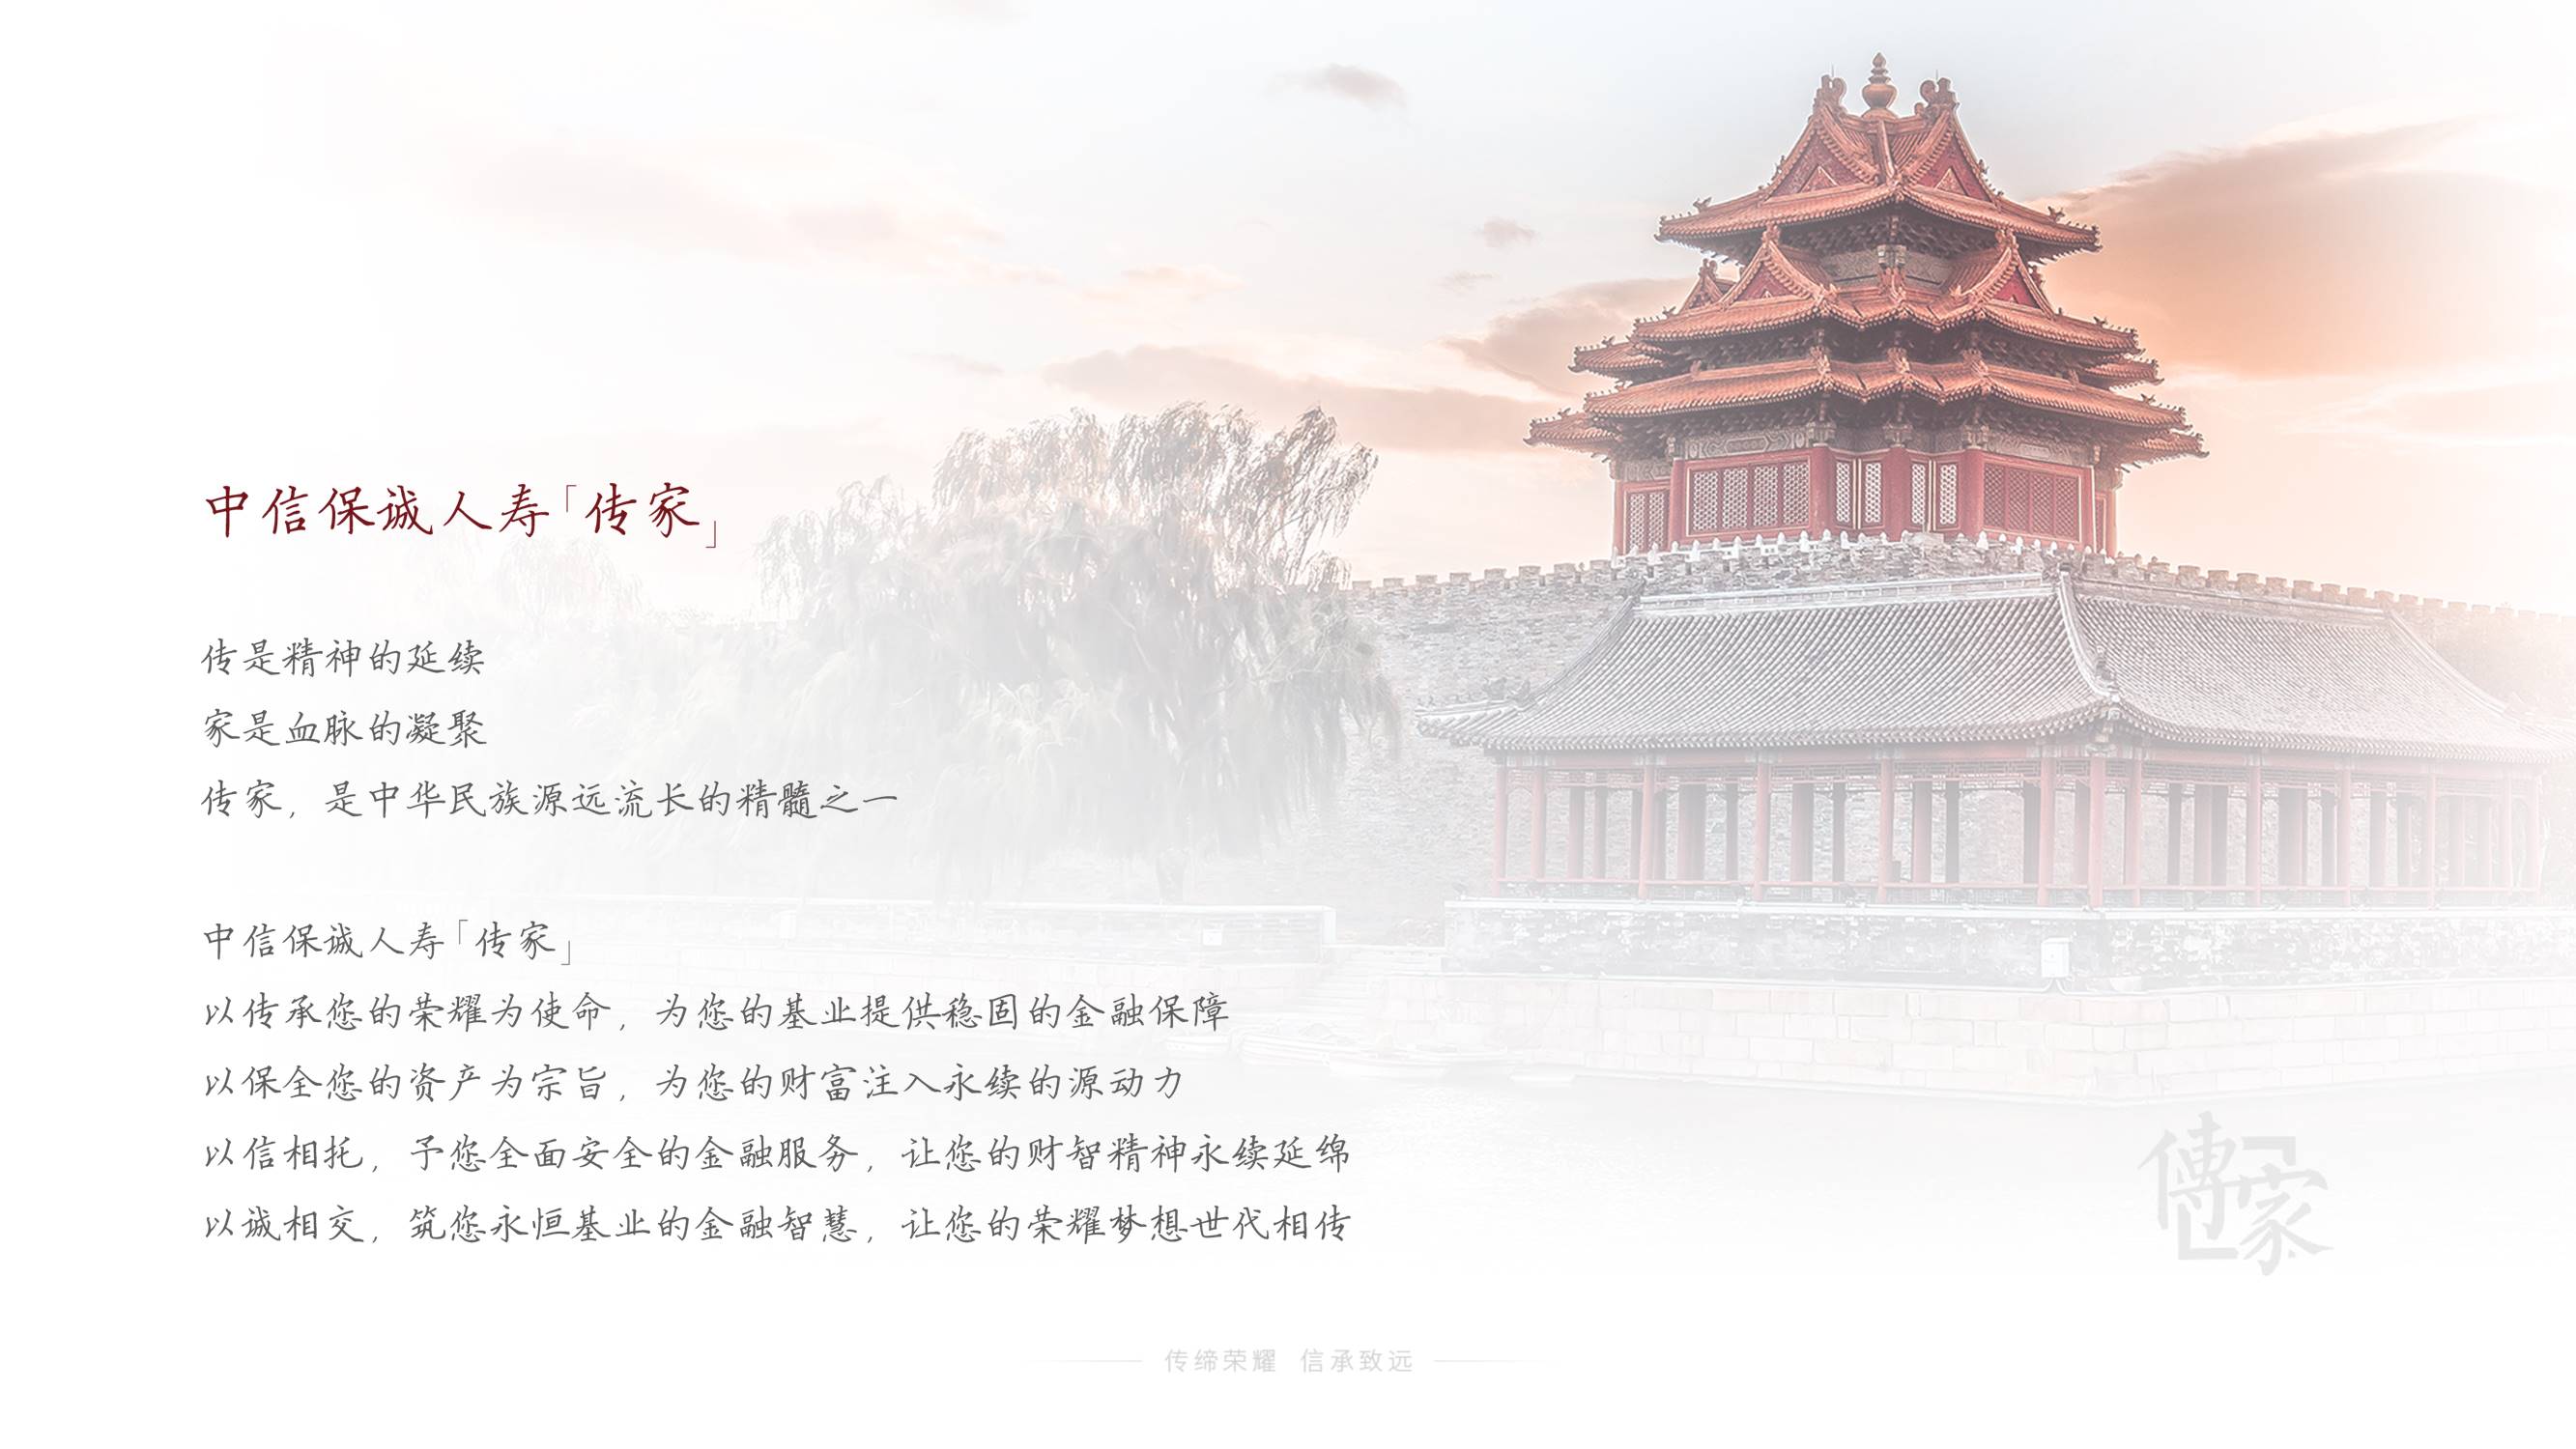 中信保诚人寿「传家」
传是精神的延续
家是血脉的凝聚
传家，是中华民族源远流长的精髓之一
中信保诚人寿「传家」
以传承您的荣耀为使命，为您的基业提供稳固的金融保障
以保全您的资产为宗旨，为您的财富注入永续的源动力
以信相托，予您全面安全的金融服务，让您的财智精神永续延绵
以诚相交，筑您永恒基业的金融智慧，让您的荣耀梦想世代相传
傳家
传缔荣耀 信承致远